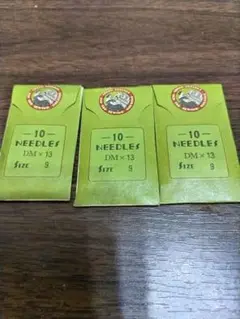 -10-
NEEDLES
DM × 13
SIZE 9
-10-
NEEDLES
DM × 13
SIZE 9
-10-
NEEDLES
DM × 13
SIZE 9